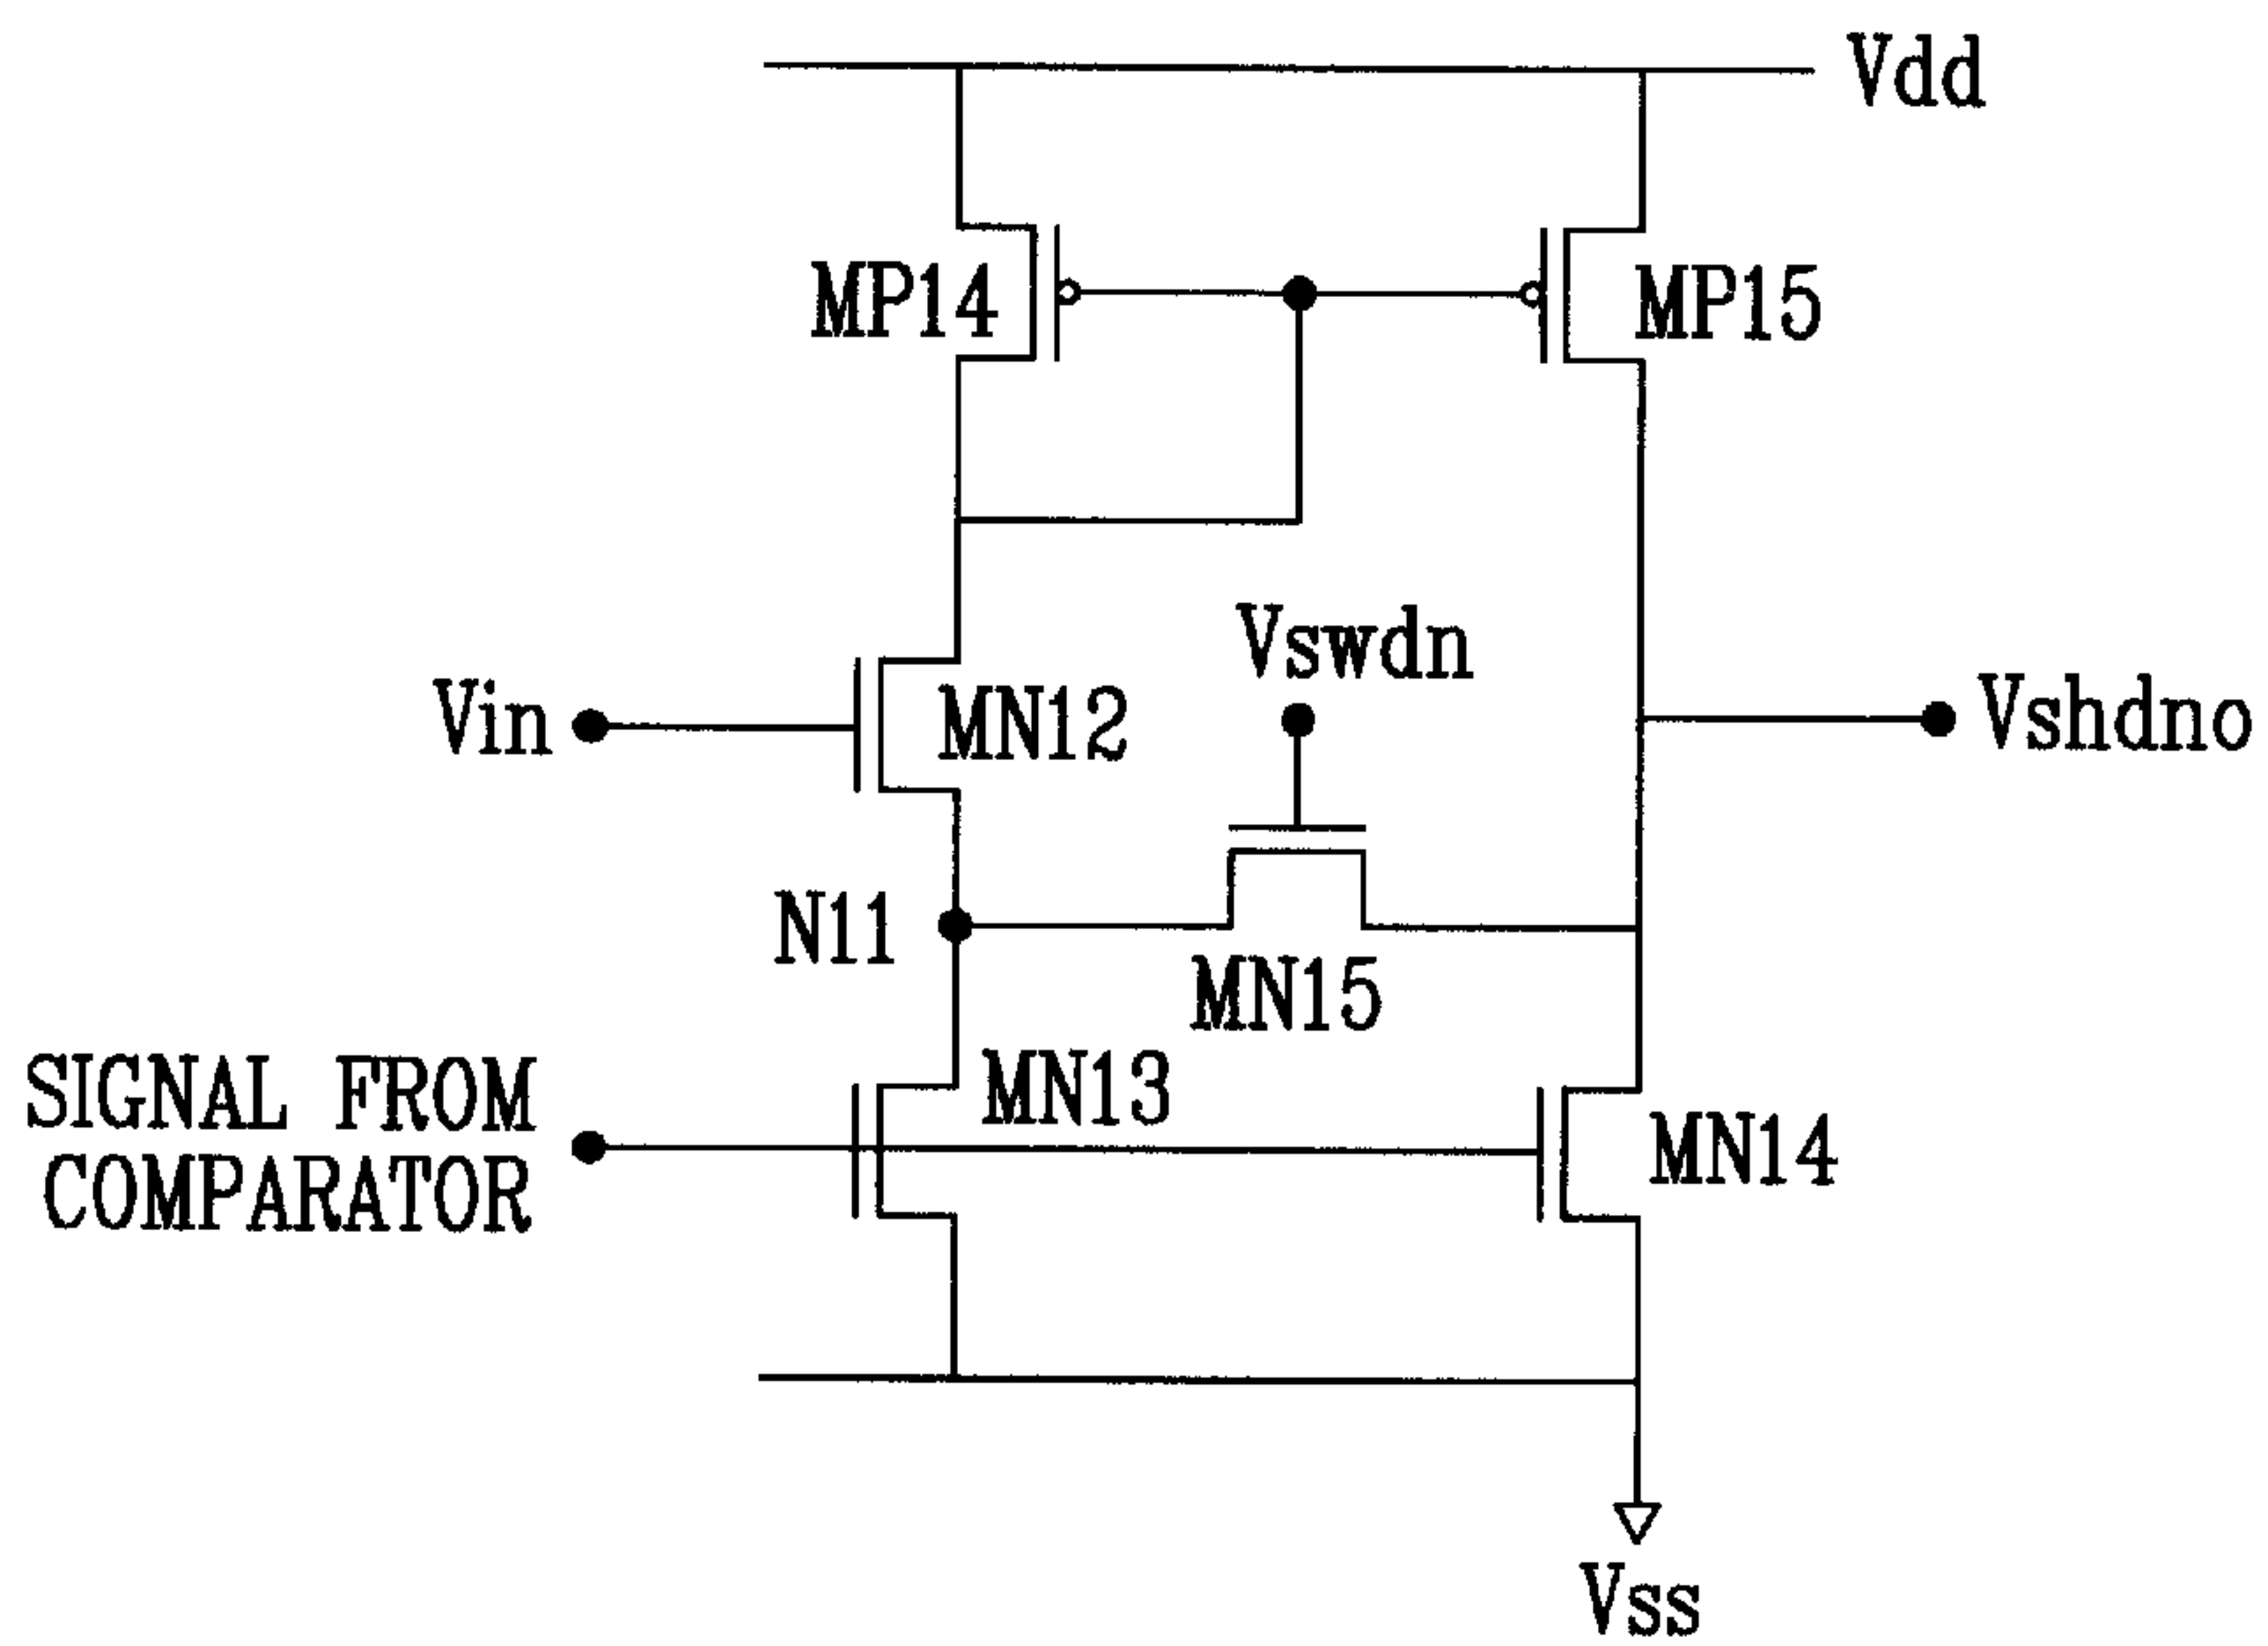 Vdd
MP14
MP15
Vswdn
Vin
MN12
Vshdno
N11
MN15
SIGNAL FROM
COMPARATOR
MN13
MN14
Vss